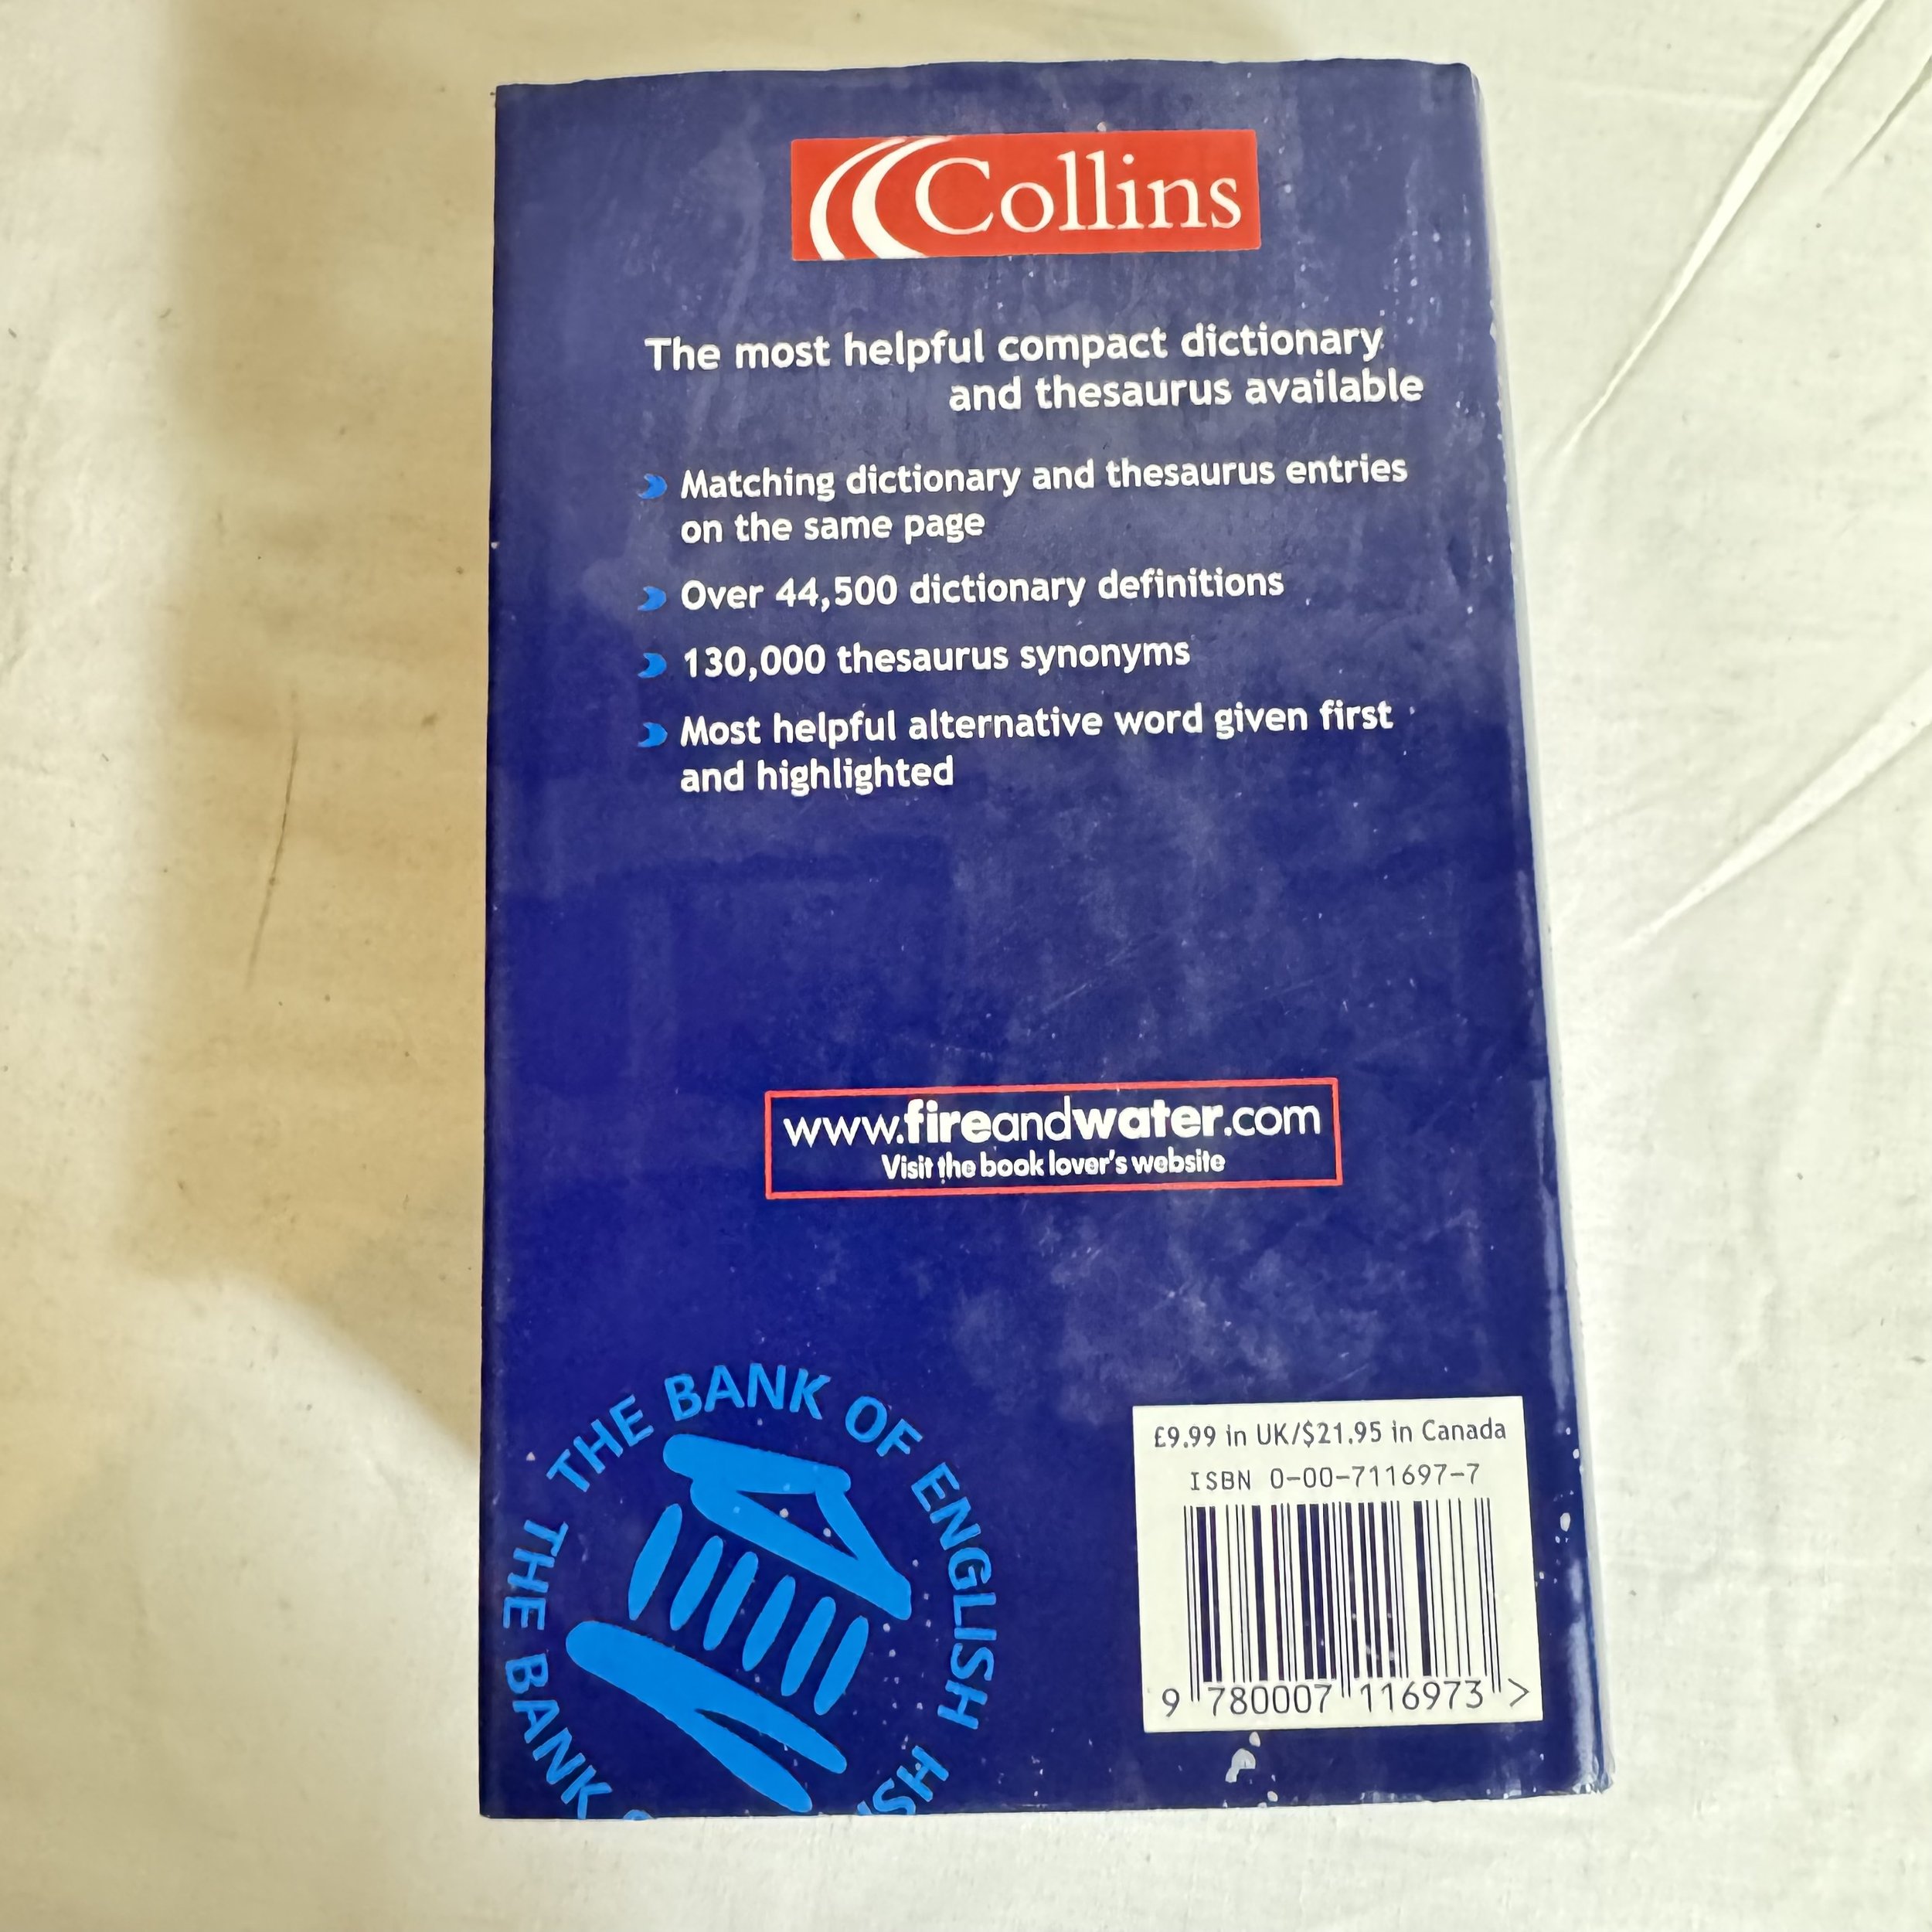 Collins
The most helpful compact dictionary
and thesaurus available
Matching dictionary and thesaurus entries
on the same page
Over 44,500 dictionary definitions
130,000 thesaurus synonyms
Most helpful alternative word given first
and highlighted
www.fireandwater.com
Visit the book lover's website
THE BANK OF ENGLISH
THE BANK
SH
£9.99 in UK/$21.95 in Canada
ISBN 0-00-711697-7
9 780007 116973 >